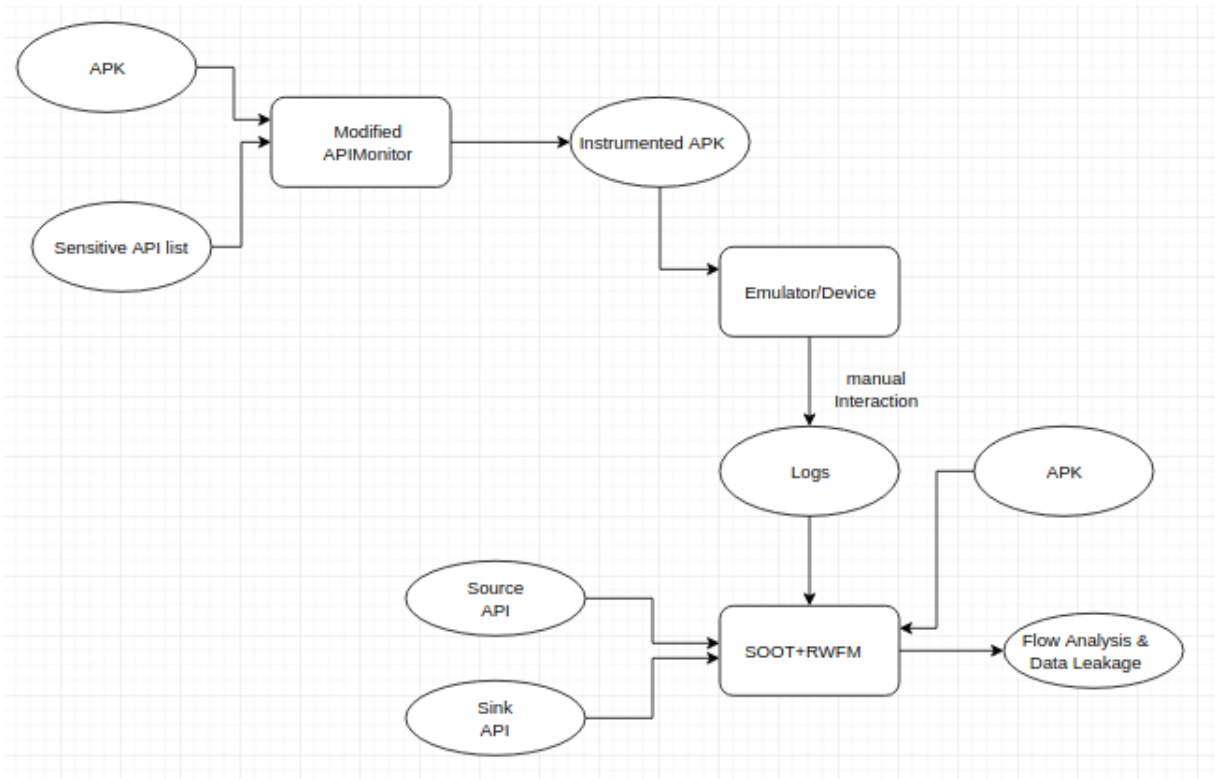 APK
Modified
APIMonitor
Instrumented APK
Sensitive API list
Emulator/Device
manual
Interaction
Logs
APK
Source
API
SOOT+RWFM
Flow Analysis &
Data Leakage
Sink
API